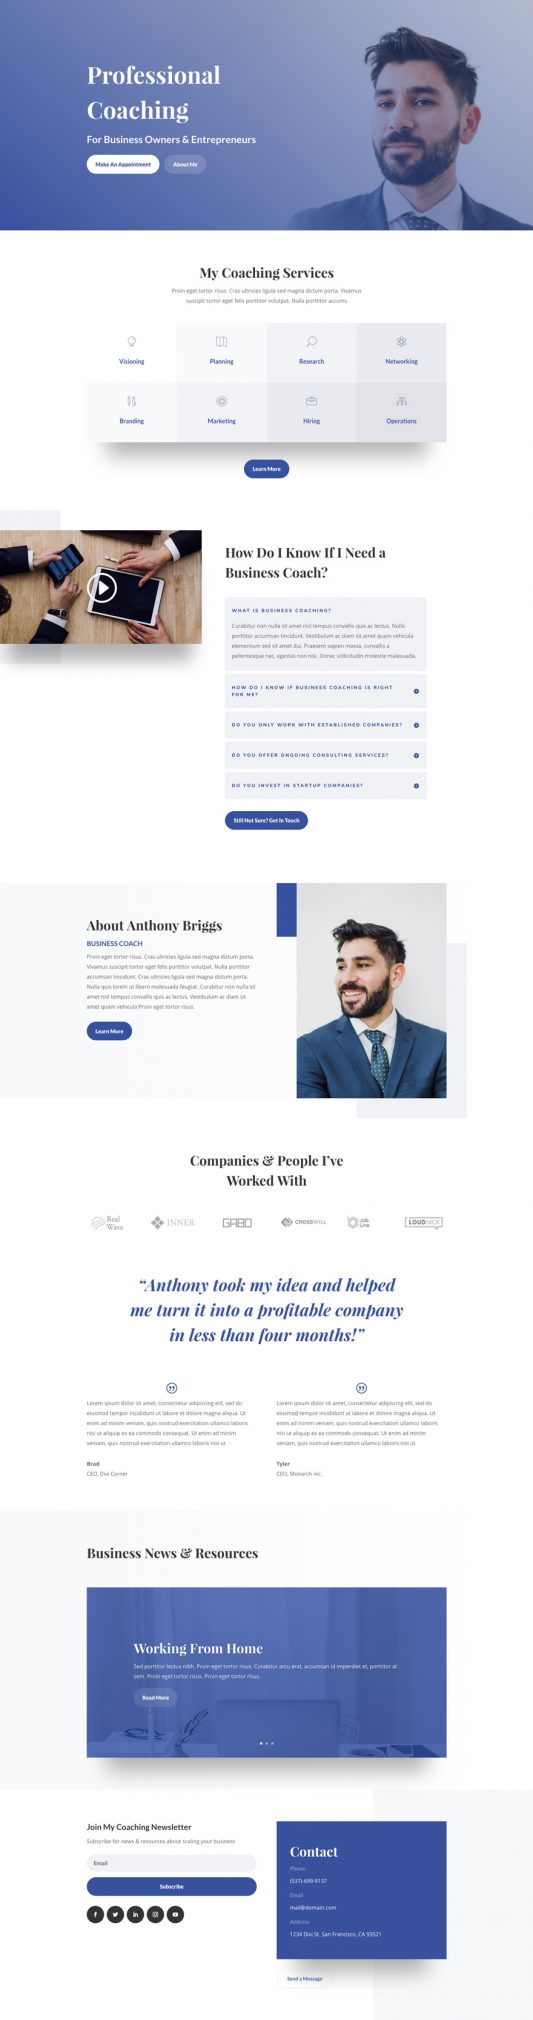 Professional
Coaching
For Business Owners & Entrepreneurs
Make An Appointment
About Me
My Coaching Services
Proin eget tortor risus. Cras ultricies ligula sed magna dictum porta. Vivamus
suscipit tortor eget felis porttitor volutpat. Nulla porttitor accums
Visioning
Planning
Research
Networking
Branding
Marketing
Hiring
Operations
Learn More
How Do I Know If I Need a
Business Coach?
WHAT IS BUSINESS COACHING?
Curabitur non nulla sit amet nisl tempus convallis quis ac lectus. Nulla
porttitor accumsan tincidunt. Vestibulum ac diam sit amet quam vehicula
elementum sed sit amet dui. Praesent sapien massa, convallis a
pellentesque nec, egestas non nisi. Donec sollicitudin molestie malesuada.
HOW DO I KNOW IF BUSINESS COACHING IS RIGHT
FOR ME?
DO YOU ONLY WORK WITH ESTABLISHED COMPANIES?
DO YOU OFFER ONGOING CONSULTING SERVICES?
DO YOU INVEST IN STARTUP COMPANIES?
Still Not Sure? Get In Touch
About Anthony Briggs
BUSINESS COACH
Proin eget tortor risus. Cras ultricies ligula sed magna dictum porta.
Vivamus suscipit tortor eget felis porttitor volutpat. Nulla porttitor
accumsan tincidunt. Cras ultricies ligula sed magna dictum porta.
Nulla quis lorem ut libero malesuada feugiat. Curabitur non nulla sit
amet nisl tempus convallis quis ac lectus. Vestibulum ac diam sit
amet quam vehicula Proin eget tortor risus.
Learn More
Companies & People I've
Worked With
Real
Wave
INNER
GABO
CROSSWILL
Job
Line
LOUDNICK
“Anthony took my idea and helped
me turn it into a profitable company
in less than four months!”
Lorem ipsum dolor sit amet, consectetur adipiscing elit, sed do
eiusmod tempor incididunt ut labore et dolore magna aliqua. Ut
enim ad minim veniam, quis nostrud exercitation ullamco laboris
nisi ut aliquip ex ea commodo consequat. Ut enim ad minim
veniam, quis nostrud exercitation ullamco laboris nisi ut
Brad
CEO, Divi Corner
Lorem ipsum dolor sit amet, consectetur adipiscing elit, sed do
eiusmod tempor incididunt ut labore et dolore magna aliqua. Ut
enim ad minim veniam, quis nostrud exercitation ullamco laboris
nisi ut aliquip ex ea commodo consequat. Ut enim ad minim
veniam, quis nostrud exercitation ullamco laboris nisi ut
Tyler
CEO, Monarch Inc.
Business News & Resources
Working From Home
Sed porttitor lectus nibh. Proin eget tortor risus. Curabitur arcu erat, accumsan id imperdiet et, porttitor at
sem. Proin eget tortor risus. Proin eget tortor risus.
Read More
Join My Coaching Newsletter
Subscribe for news & resources about scaling your business
Email
Subscribe
Contact
Phone
(537)-699-9137
Email
mail@domain.com
Address
1234 Divi St. San Francisco, CA 93521
Send a Message